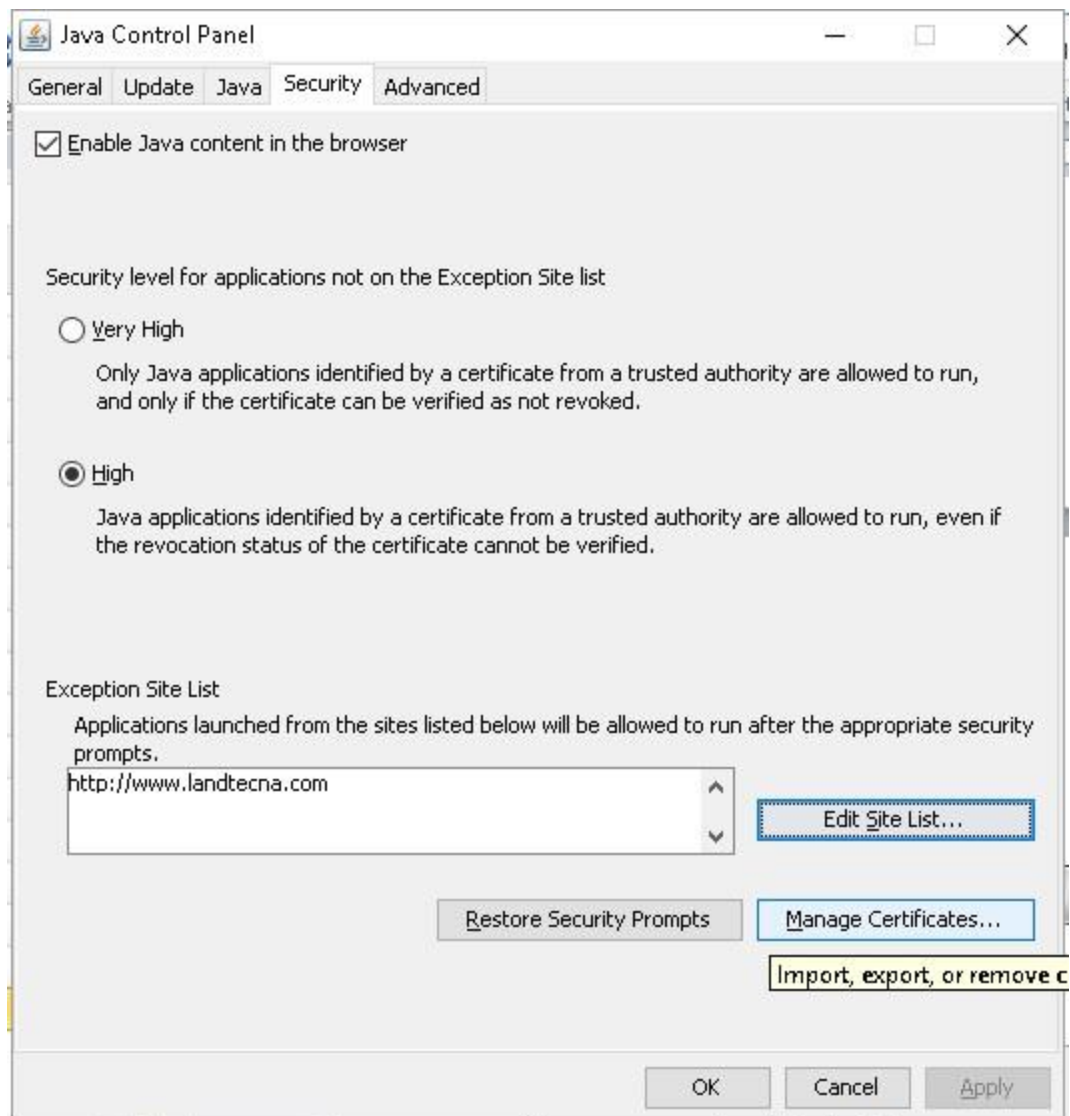 Java Control Panel
General Update Java Security Advanced
Enable Java content in the browser
Security level for applications not on the Exception Site list
Very High
Only Java applications identified by a certificate from a trusted authority are allowed to run,
and only if the certificate can be verified as not revoked.
High
Java applications identified by a certificate from a trusted authority are allowed to run, even if
the revocation status of the certificate cannot be verified.
Exception Site List
Applications launched from the sites listed below will be allowed to run after the appropriate security
prompts.
http://www.landtecna.com
Edit Site List...
Restore Security Prompts Manage Certificates...
Import, export, or remove c
OK Cancel Apply